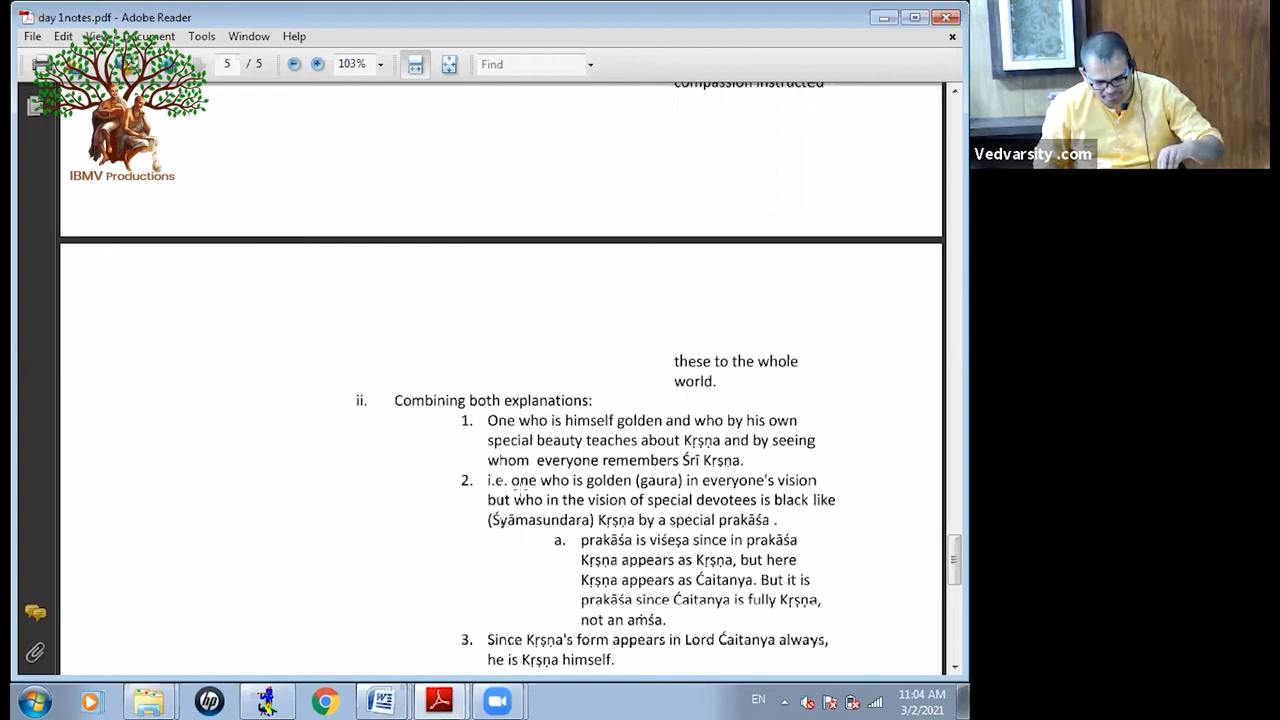 day 1notes.pdf - Adobe Reader
File Edit View Document Tools Window Help
5 / 5 103% Find
IBMV Productions
Vedvarsity .com
compassion instructed
these to the whole
world.
ii. Combining both explanations:
1. One who is himself golden and who by his own
special beauty teaches about Kṛṣṇa and by seeing
whom everyone remembers Śrī Kṛṣṇa.
2. i.e. one who is golden (gaura) in everyone's vision
but who in the vision of special devotees is black like
(Śyāmasundara) Kṛṣṇa by a special prakāśa .
a. prakāśa is viśeṣa since in prakāśa
Kṛṣṇa appears as Kṛṣṇa, but here
Kṛṣṇa appears as Ćaitanya. But it is
prakāśa since Ćaitanya is fully Kṛṣṇa,
not an aṁśa.
3. Since Kṛṣṇa's form appears in Lord Ćaitanya always,
he is Kṛṣṇa himself.
EN
11:04 AM
3/2/2021